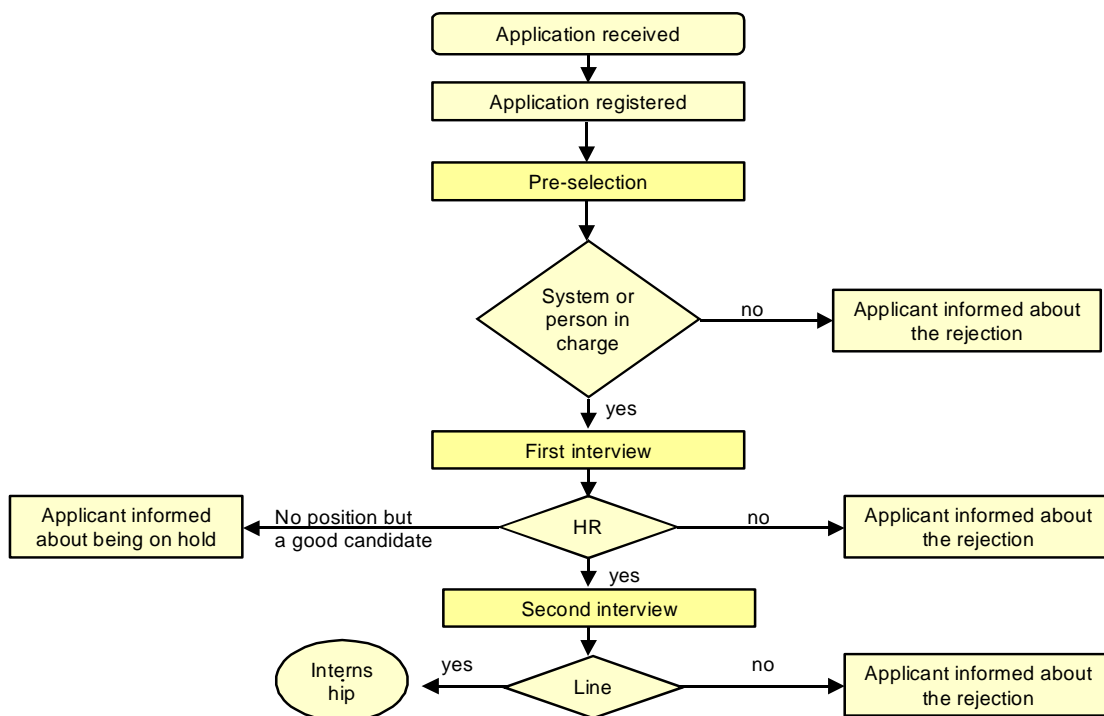 Application received
Application registered
Pre-selection
System or
person in
charge
no
Applicant informed about
the rejection
yes
First interview
Applicant informed
about being on hold
No position but
a good candidate
HR
no
Applicant informed about
the rejection
yes
Second interview
Interns
hip
yes
Line
no
Applicant informed about
the rejection